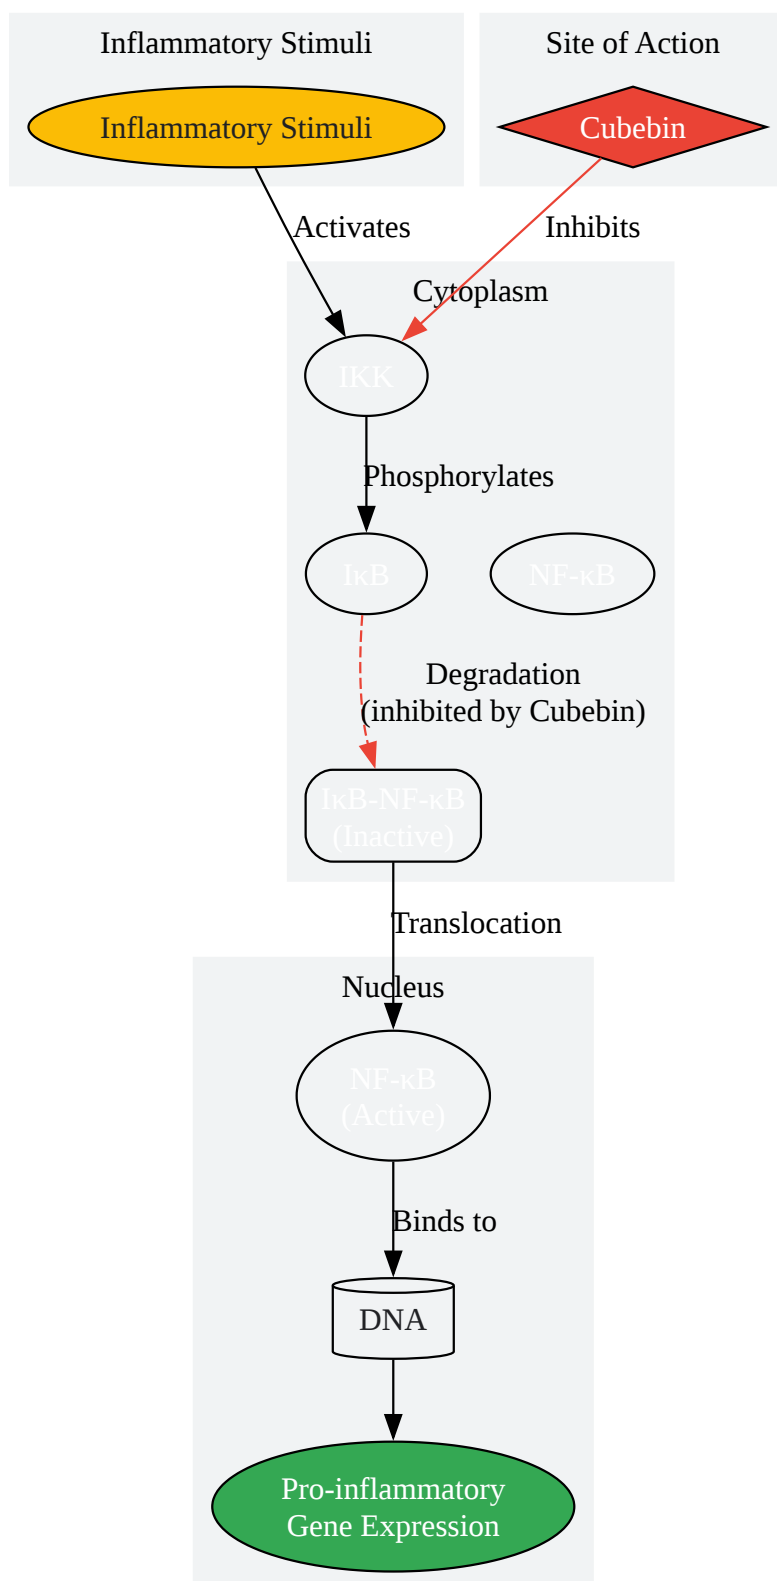 Inflammatory Stimuli
Site of Action
Inflammatory Stimuli
Cubebin
Activates
Inhibits
Cytoplasm
IKK
Phosphorylates
IκB
NF-κB
Degradation
(inhibited by Cubebin)
IκB-NF-κB
(Inactive)
Translocation
Nucleus
NF-κB
(Active)
Binds to
DNA
Pro-inflammatory
Gene Expression